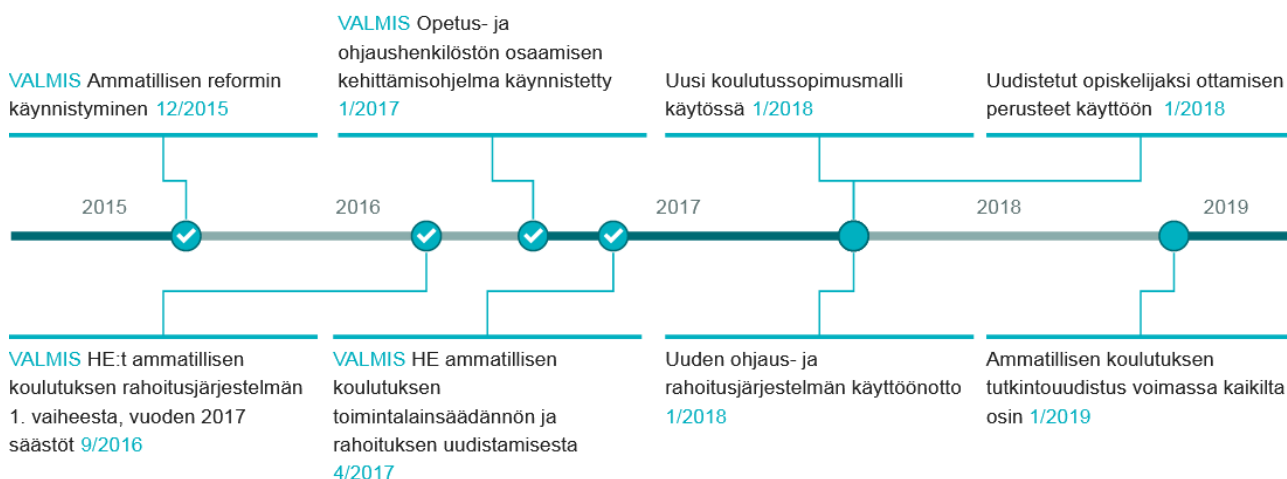 VALMIS Ammatillisen reformin
käynnistyminen 12/2015
VALMIS Opetus- ja
ohjaushenkilöstön osaamisen
kehittämisohjelma käynnistetty
1/2017
Uusi koulutussopimusmalli
käytössä 1/2018
Uudistetut opiskelijaksi ottamisen
perusteet käyttöön 1/2018
2015
2016
2017
2018
2019
VALMIS HE:t ammatillisen
koulutuksen rahoitusjärjestelmän
1. vaiheesta, vuoden 2017
säästöt 9/2016
VALMIS HE ammatillisen
koulutuksen
toimintalainsäädännön ja
rahoituksen uudistamisesta
4/2017
Uuden ohjaus- ja
rahoitusjärjestelmän käyttöönotto
1/2018
Ammatillisen koulutuksen
tutkintouudistus voimassa kaikilta
osin 1/2019